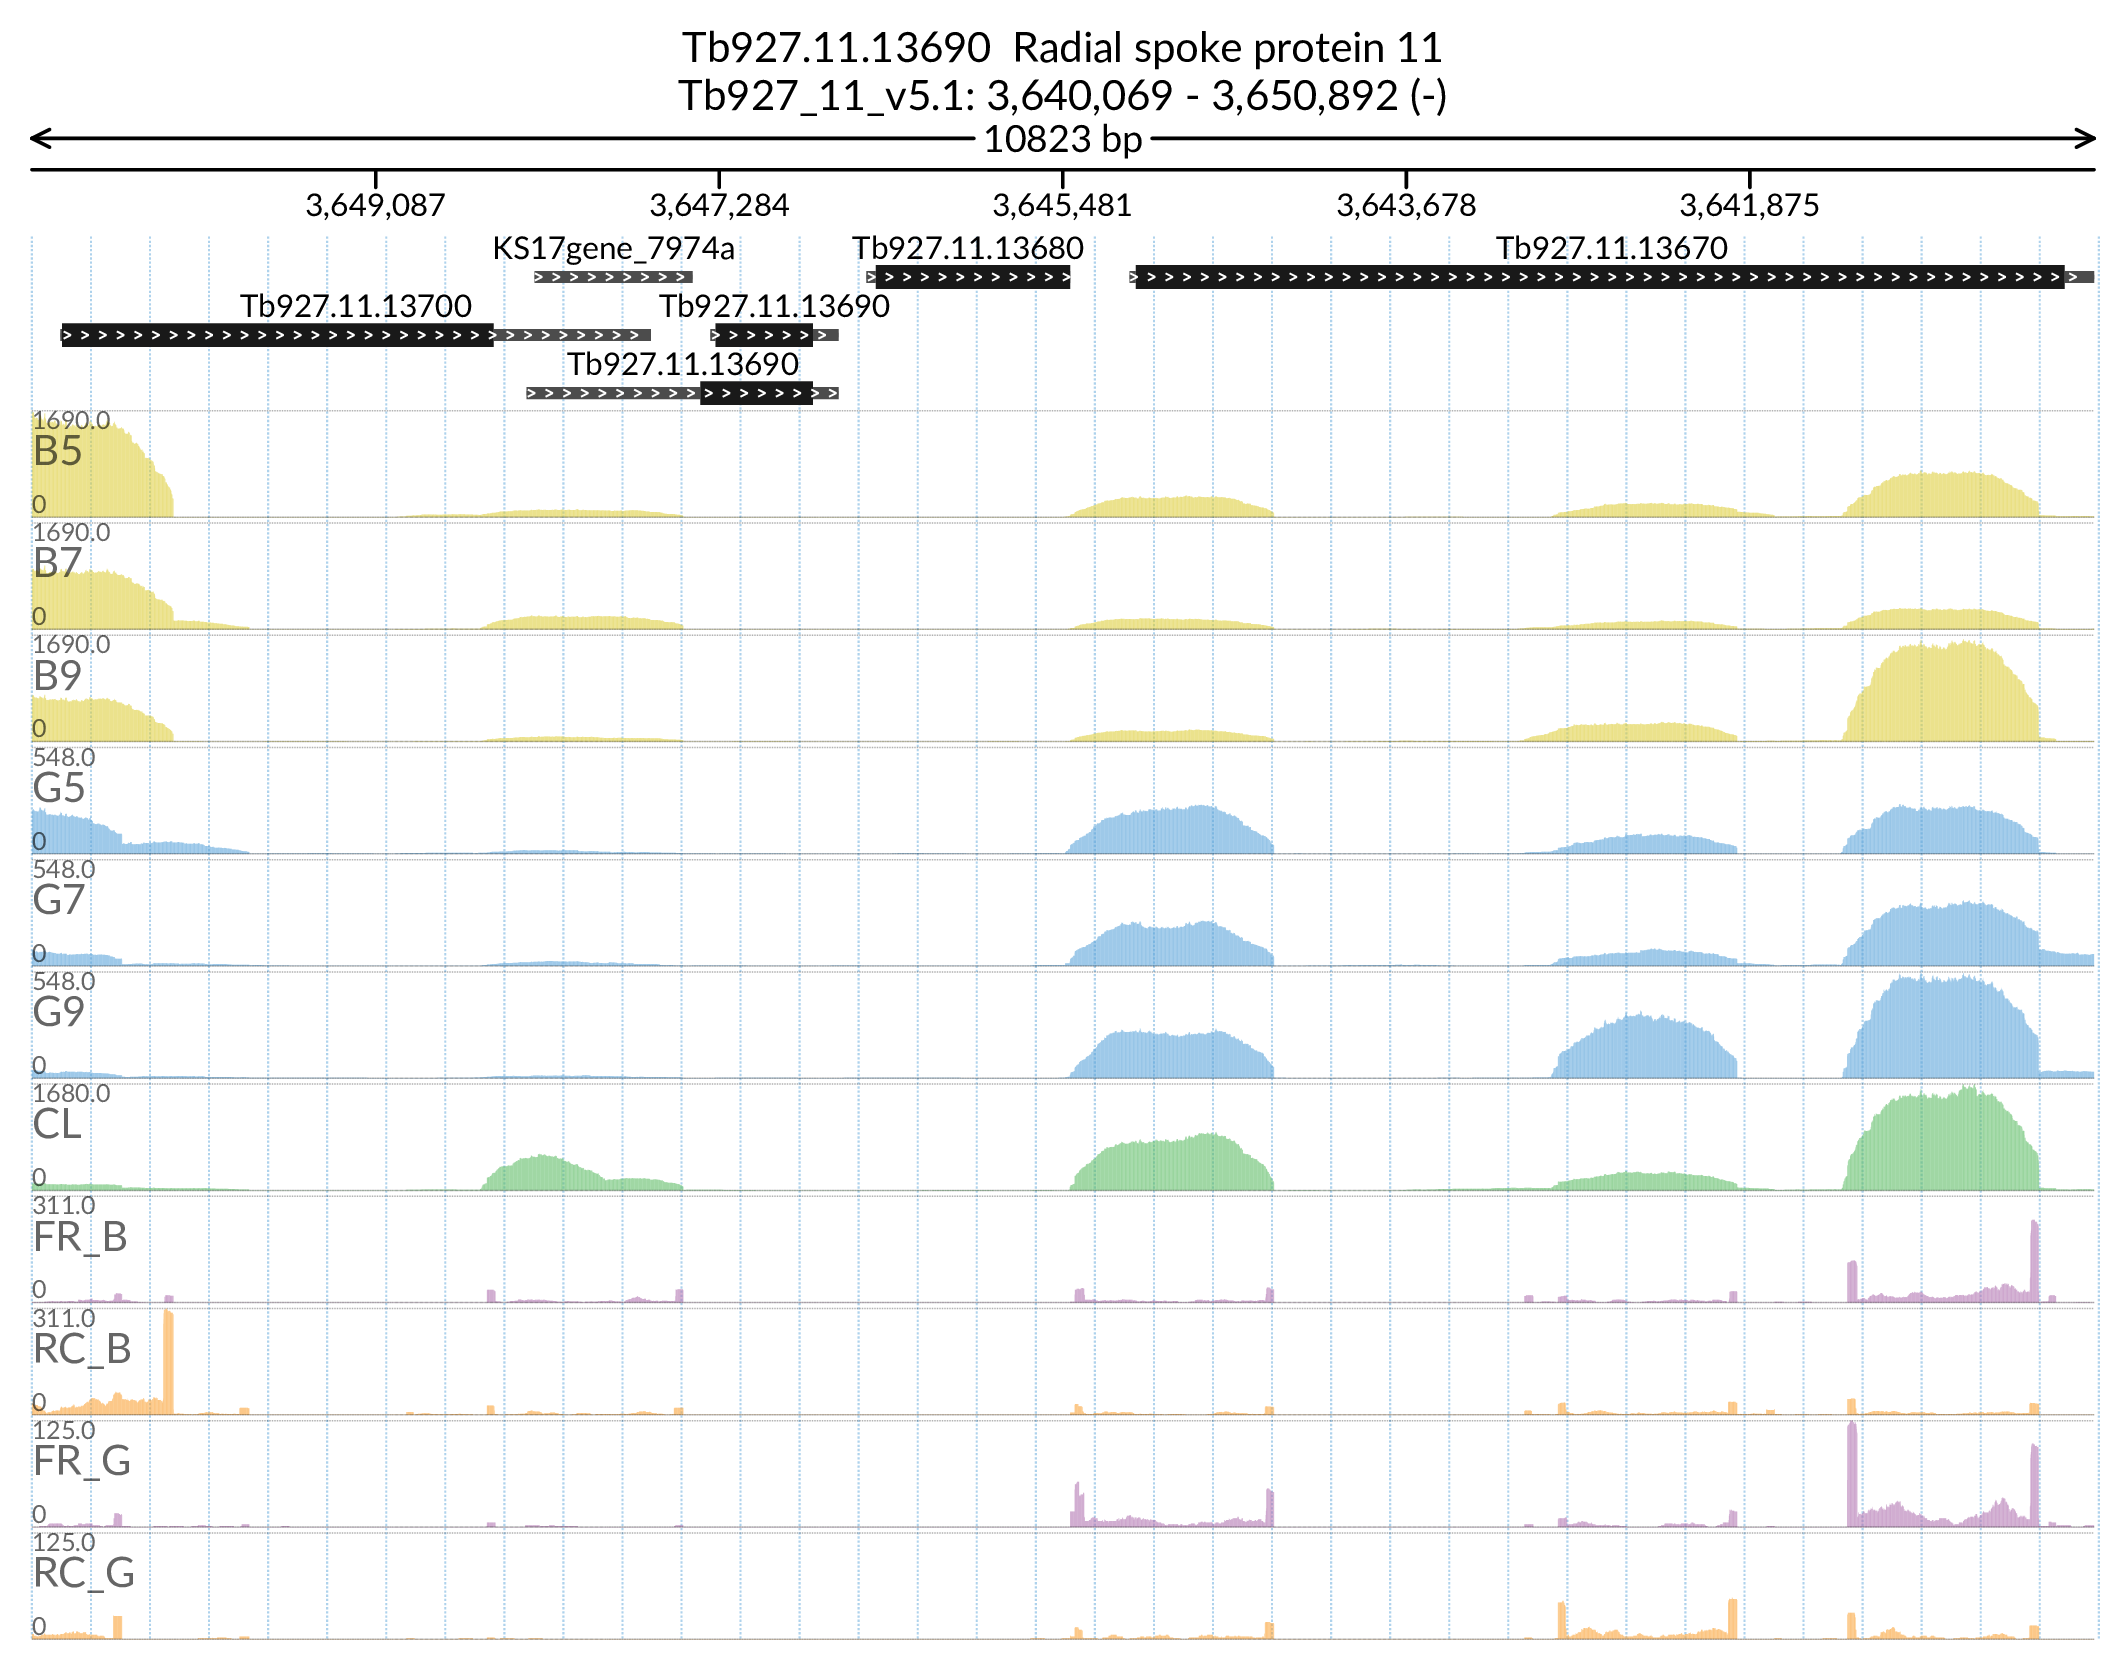 Tb927.11.13690  Radial spoke protein 11
Tb927_11_v5.1: 3,640,069 - 3,650,892 (-)
10823 bp
3,649,087 3,647,284 3,645,481 3,643,678 3,641,875
KS17gene_7974a Tb927.11.13680 Tb927.11.13670
Tb927.11.13700 Tb927.11.13690
Tb927.11.13690
1690.0
B5
0
1690.0
B7
0
1690.0
B9
0
548.0
G5
0
548.0
G7
0
548.0
G9
0
1680.0
CL
0
311.0
FR_B
0
311.0
RC_B
0
125.0
FR_G
0
125.0
RC_G
0